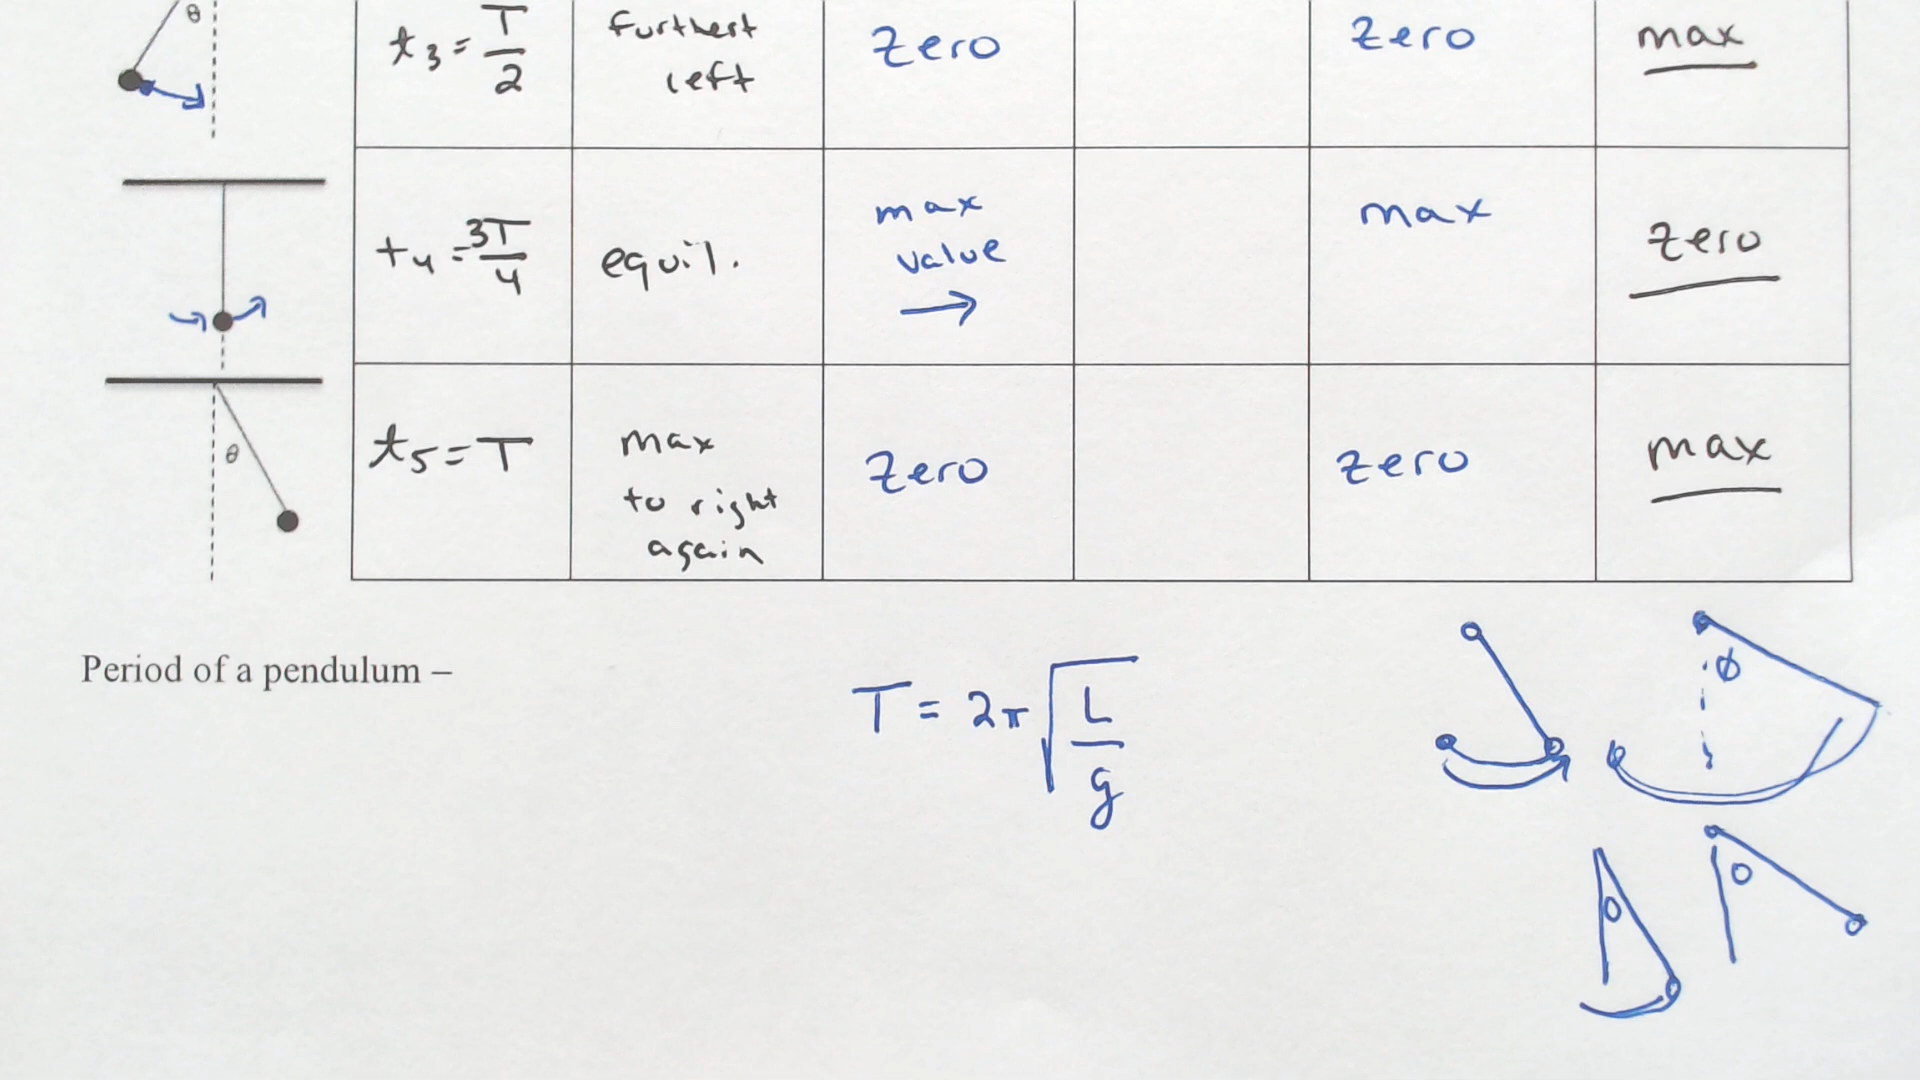 θ
t₃ = T/2
furthest
left
zero
zero
max
t₄ = 3T/4
equil.
max
value
→
max
zero
θ
t₅ = T
max
to right
again
zero
zero
max
Period of a pendulum –
T = 2π √(L/g)
ϕ